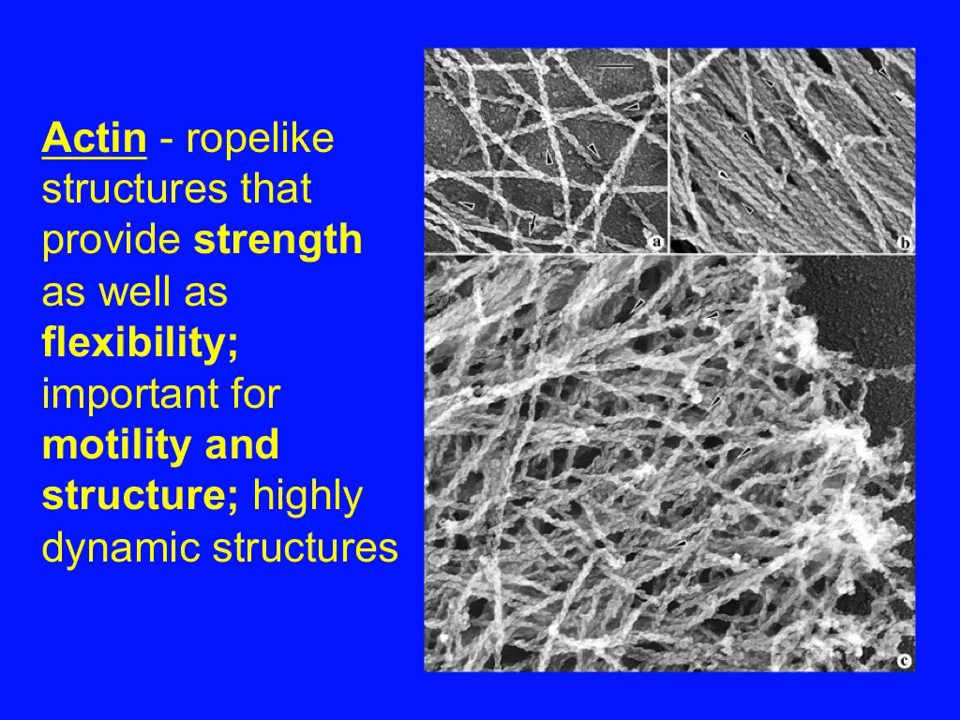 Actin - ropelike
structures that
provide strength
as well as
flexibility;
important for
motility and
structure; highly
dynamic structures
a
b
c